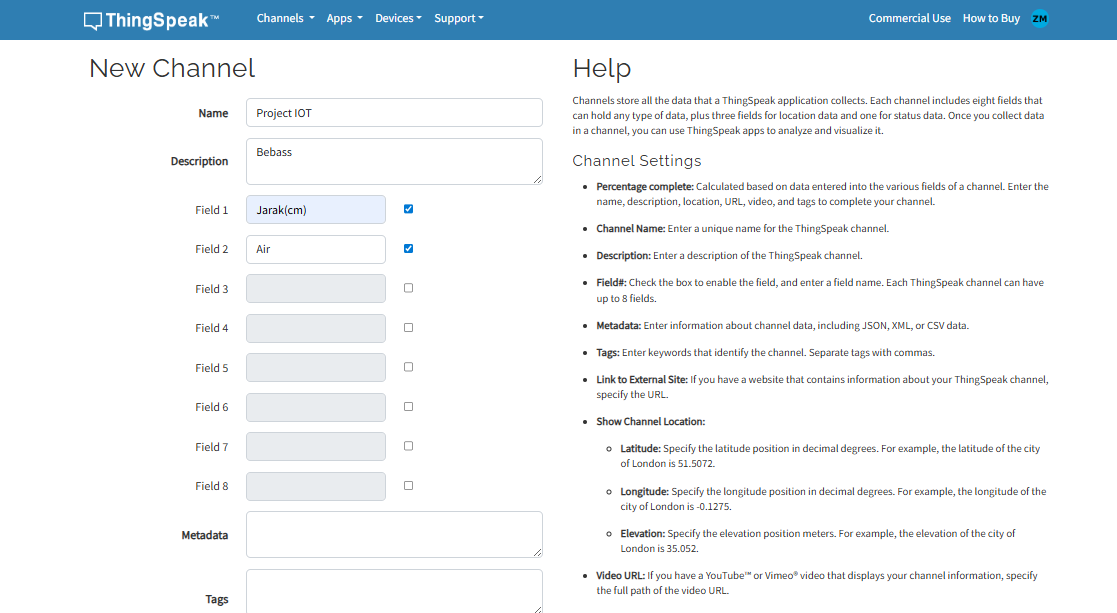 ThingSpeak™
Channels Apps Devices Support
Commercial Use How to Buy ZM
New Channel
Name Project IOT
Description Bebass
Field 1 Jarak(cm)
Field 2 Air
Field 3
Field 4
Field 5
Field 6
Field 7
Field 8
Metadata
Tags
Help
Channels store all the data that a ThingSpeak application collects. Each channel includes eight fields that
can hold any type of data, plus three fields for location data and one for status data. Once you collect data
in a channel, you can use ThingSpeak apps to analyze and visualize it.
Channel Settings
Percentage complete: Calculated based on data entered into the various fields of a channel. Enter the
name, description, location, URL, video, and tags to complete your channel.
Channel Name: Enter a unique name for the ThingSpeak channel.
Description: Enter a description of the ThingSpeak channel.
Field#: Check the box to enable the field, and enter a field name. Each ThingSpeak channel can have
up to 8 fields.
Metadata: Enter information about channel data, including JSON, XML, or CSV data.
Tags: Enter keywords that identify the channel. Separate tags with commas.
Link to External Site: If you have a website that contains information about your ThingSpeak channel,
specify the URL.
Show Channel Location:
Latitude: Specify the latitude position in decimal degrees. For example, the latitude of the city
of London is 51.5072.
Longitude: Specify the longitude position in decimal degrees. For example, the longitude of the
city of London is -0.1275.
Elevation: Specify the elevation position meters. For example, the elevation of the city of
London is 35.052.
Video URL: If you have a YouTube™ or Vimeo® video that displays your channel information, specify
the full path of the video URL.